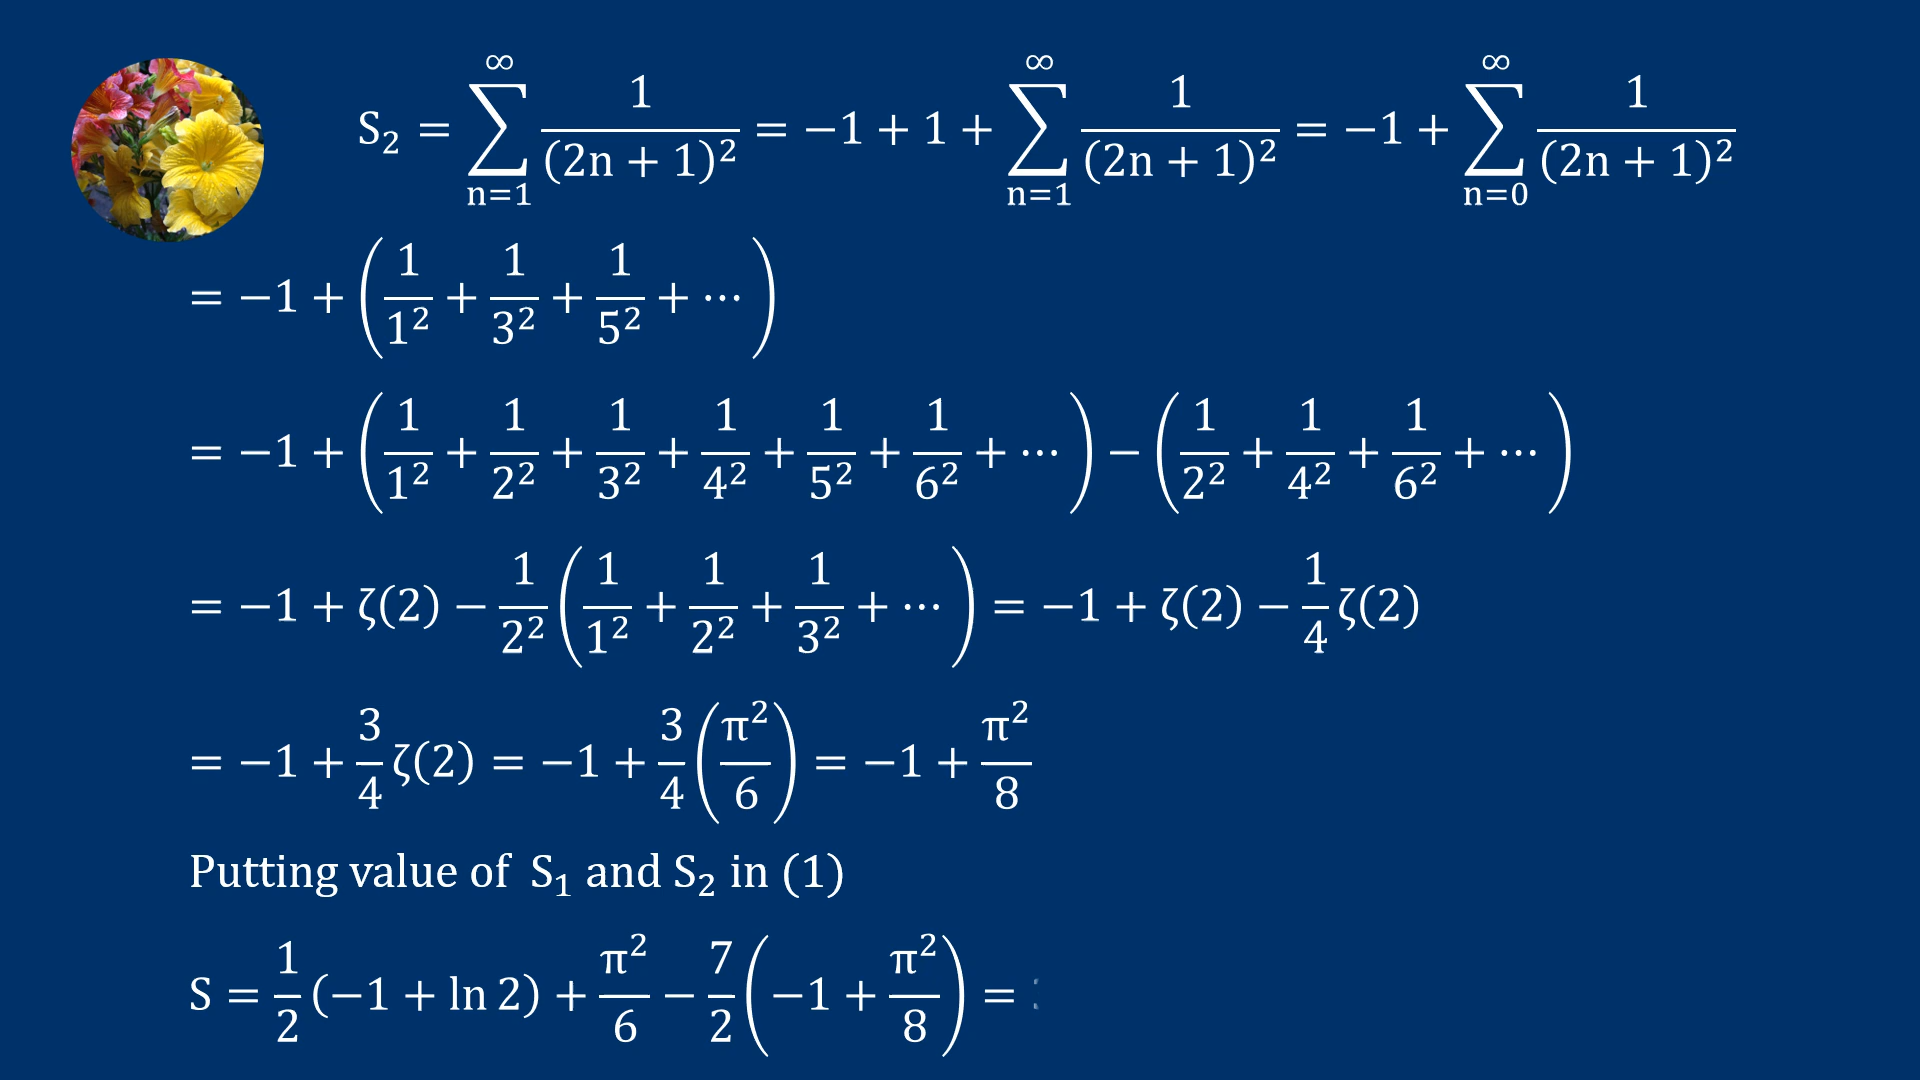 S₂ = ∑_{n=1}^{∞} 1/(2n + 1)² = −1 + 1 + ∑_{n=1}^{∞} 1/(2n + 1)² = −1 + ∑_{n=0}^{∞} 1/(2n + 1)²
= −1 + (1/1² + 1/3² + 1/5² + ⋯)
= −1 + (1/1² + 1/2² + 1/3² + 1/4² + 1/5² + 1/6² + ⋯) − (1/2² + 1/4² + 1/6² + ⋯)
= −1 + ζ(2) − 1/2² (1/1² + 1/2² + 1/3² + ⋯) = −1 + ζ(2) − 1/4 ζ(2)
= −1 + 3/4 ζ(2) = −1 + 3/4 (π²/6) = −1 + π²/8
Putting value of S₁ and S₂ in (1)
S = 1/2 (−1 + ln 2) + π²/6 − 7/2 (−1 + π²/8) =